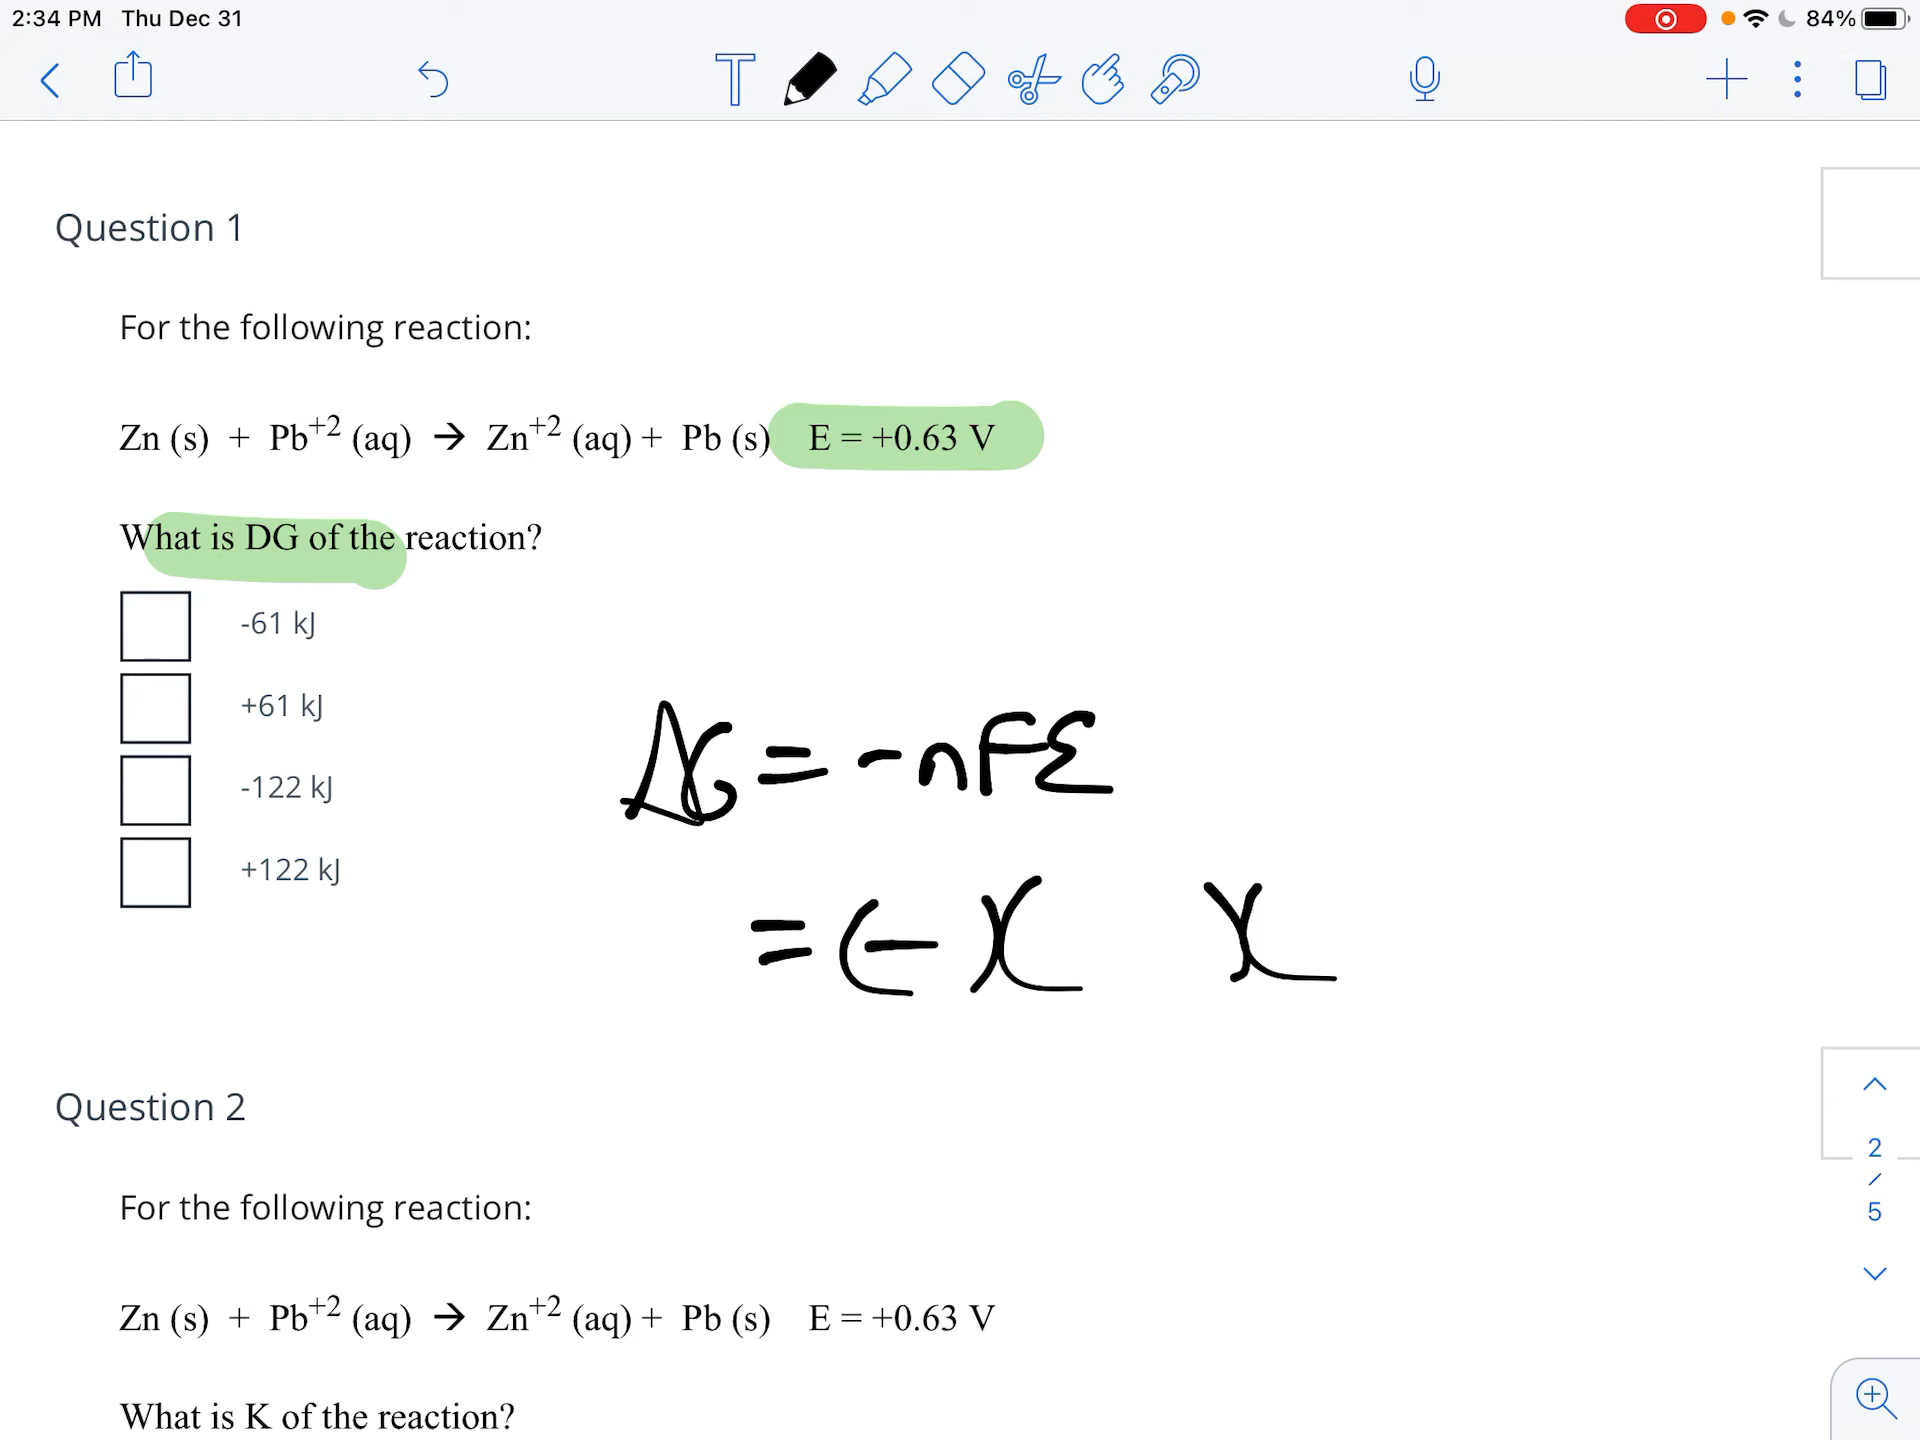 2:34 PM Thu Dec 31
84%
T
Question 1
For the following reaction:
Zn (s) + Pb⁺² (aq) → Zn⁺² (aq) + Pb (s) E = +0.63 V
What is DG of the reaction?
-61 kJ
+61 kJ
-122 kJ
+122 kJ
ΔG = -nFε
= (- )( )(
Question 2
2
/
5
For the following reaction:
Zn (s) + Pb⁺² (aq) → Zn⁺² (aq) + Pb (s) E = +0.63 V
What is K of the reaction?